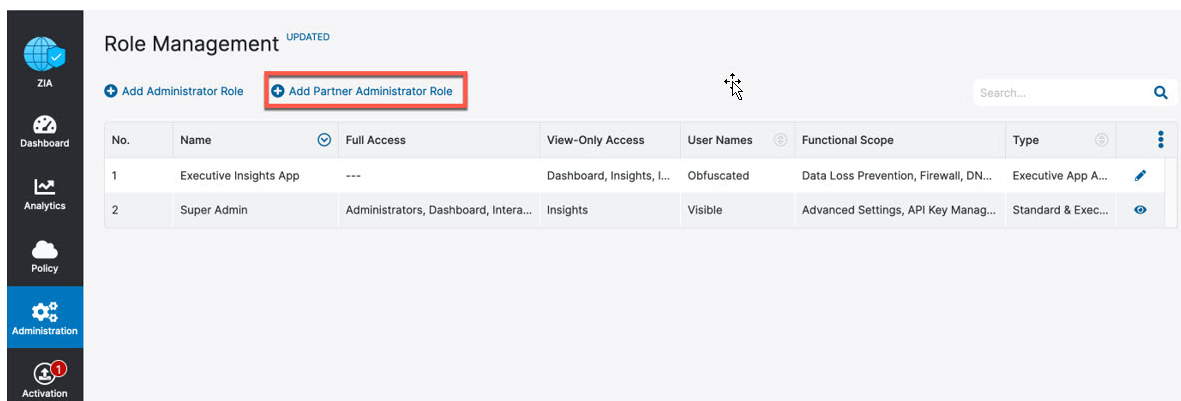 Role Management UPDATED
ZIA
Add Administrator Role Add Partner Administrator Role Search...
Dashboard
No. Name Full Access View-Only Access User Names Functional Scope Type
1 Executive Insights App --- Dashboard, Insights, I... Obfuscated Data Loss Prevention, Firewall, DN... Executive App A...
Analytics
2 Super Admin Administrators, Dashboard, Intera... Insights Visible Advanced Settings, API Key Manag... Standard & Exec...
Policy
Administration
1
Activation